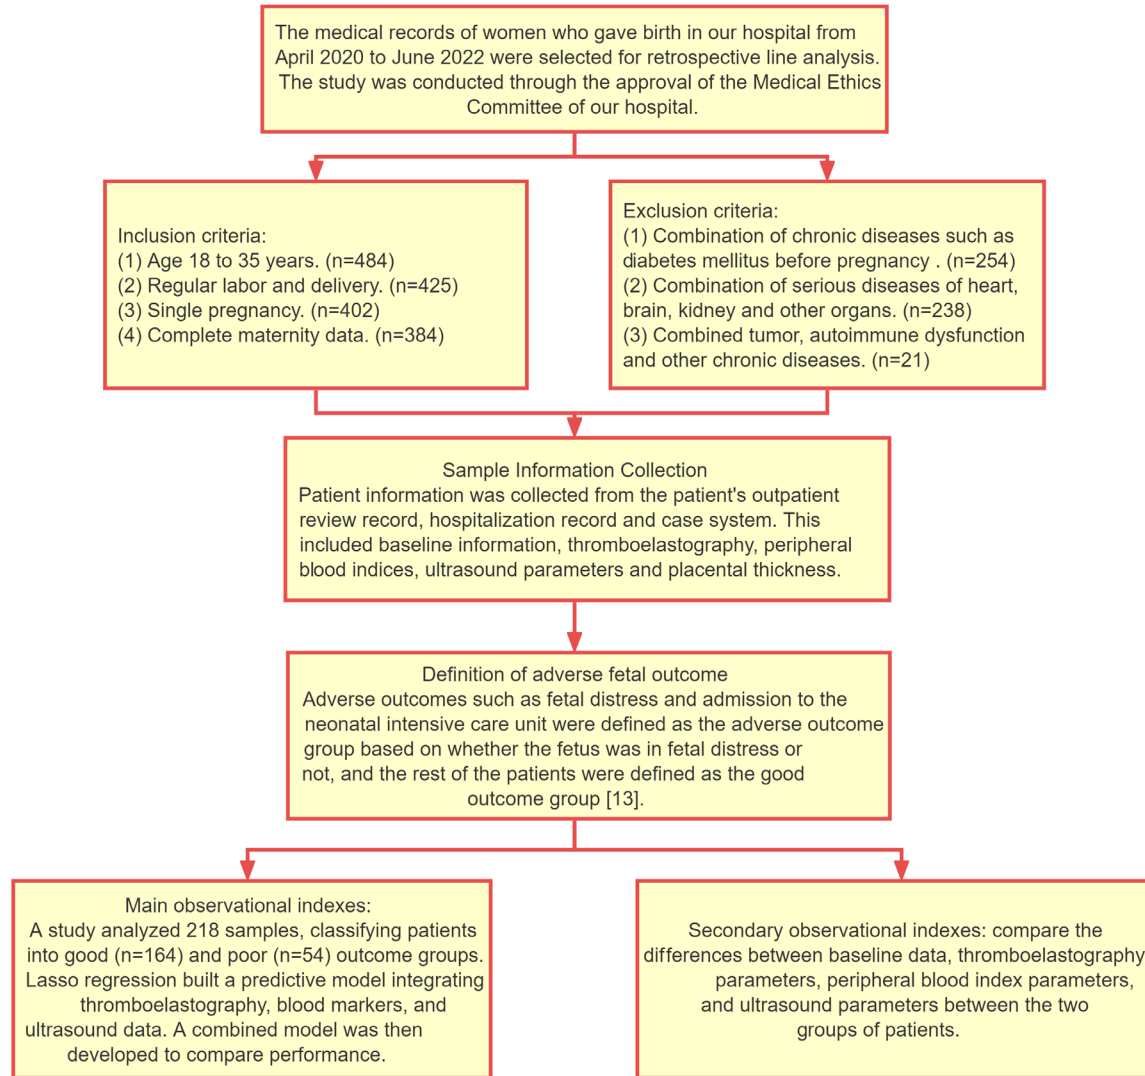 The medical records of women who gave birth in our hospital from
April 2020 to June 2022 were selected for retrospective line analysis.
The study was conducted through the approval of the Medical Ethics
Committee of our hospital.
Inclusion criteria:
(1) Age 18 to 35 years. (n=484)
(2) Regular labor and delivery. (n=425)
(3) Single pregnancy. (n=402)
(4) Complete maternity data. (n=384)
Exclusion criteria:
(1) Combination of chronic diseases such as
diabetes mellitus before pregnancy . (n=254)
(2) Combination of serious diseases of heart,
brain, kidney and other organs. (n=238)
(3) Combined tumor, autoimmune dysfunction
and other chronic diseases. (n=21)
Sample Information Collection
Patient information was collected from the patient's outpatient
review record, hospitalization record and case system. This
included baseline information, thromboelastography, peripheral
blood indices, ultrasound parameters and placental thickness.
Definition of adverse fetal outcome
Adverse outcomes such as fetal distress and admission to the
neonatal intensive care unit were defined as the adverse outcome
group based on whether the fetus was in fetal distress or
not, and the rest of the patients were defined as the good
outcome group [13].
Main observational indexes:
A study analyzed 218 samples, classifying patients
into good (n=164) and poor (n=54) outcome groups.
Lasso regression built a predictive model integrating
thromboelastography, blood markers, and
ultrasound data. A combined model was then
developed to compare performance.
Secondary observational indexes: compare the
differences between baseline data, thromboelastography
parameters, peripheral blood index parameters,
and ultrasound parameters between the two
groups of patients.